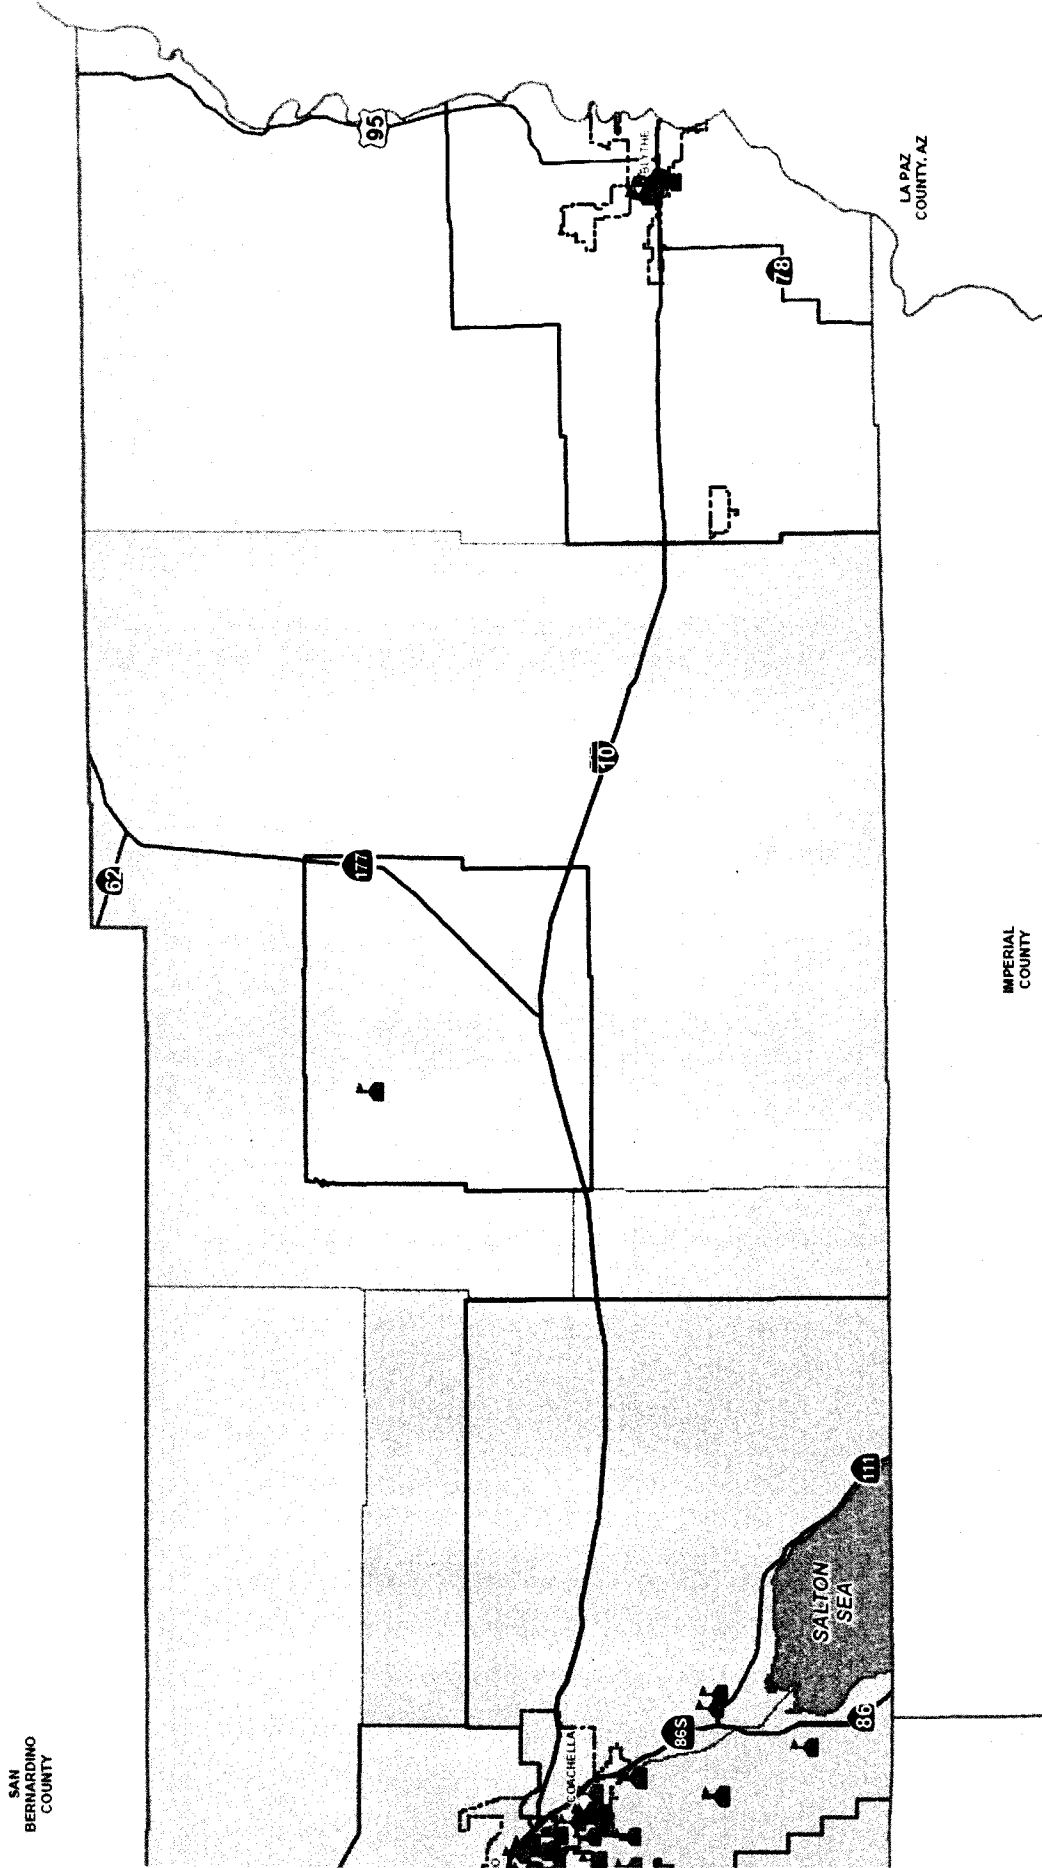 SAN
BERNARDINO
COUNTY
95
BLYTHE
LA PAZ
COUNTY, AZ
78
10
62
177
IMPERIAL
COUNTY
111
SALTON
SEA
86S
86
COACHELLA